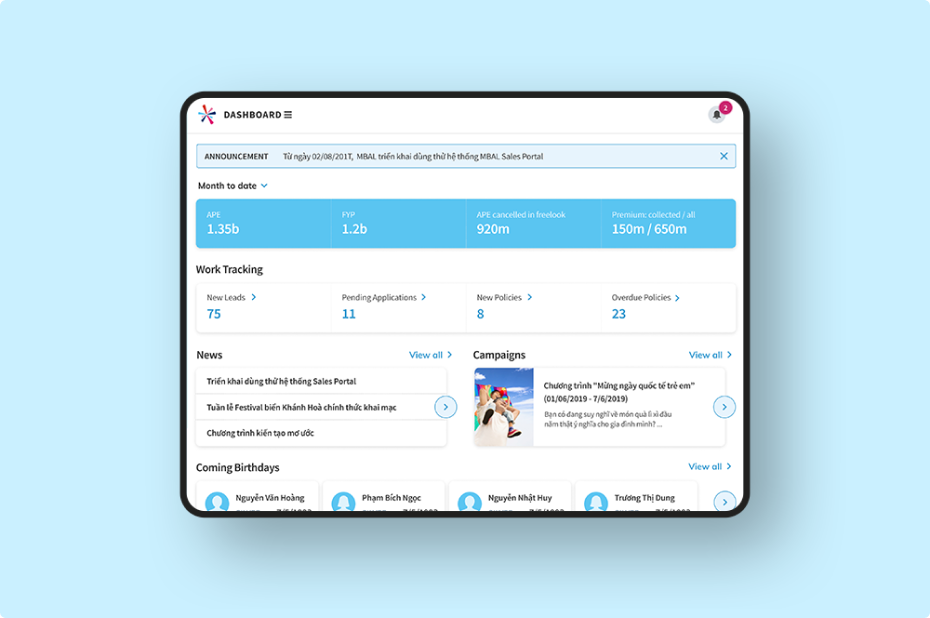 DASHBOARD
2
ANNOUNCEMENT Từ ngày 02/08/201T, MBAL triển khai dùng thử hệ thống MBAL Sales Portal
Month to date
APE FYP APE cancelled in freelook Premium: collected / all
1.35b 1.2b 920m 150m / 650m
Work Tracking
New Leads Pending Applications New Policies Overdue Policies
75 11 8 23
News View all
Triển khai dùng thử hệ thống Sales Portal
Tuần lễ Festival biển Khánh Hoà chính thức khai mạc
Chương trình kiến tạo mơ ước
Campaigns View all
Chương trình "Mừng ngày quốc tế trẻ em"
(01/06/2019 - 7/6/2019)
Bạn có đang suy nghĩ về món quà lì xì đầu
năm thật ý nghĩa cho gia đình mình? ...
Coming Birthdays View all
Nguyễn Văn Hoàng Phạm Bích Ngọc Nguyễn Nhật Huy Trương Thị Dung